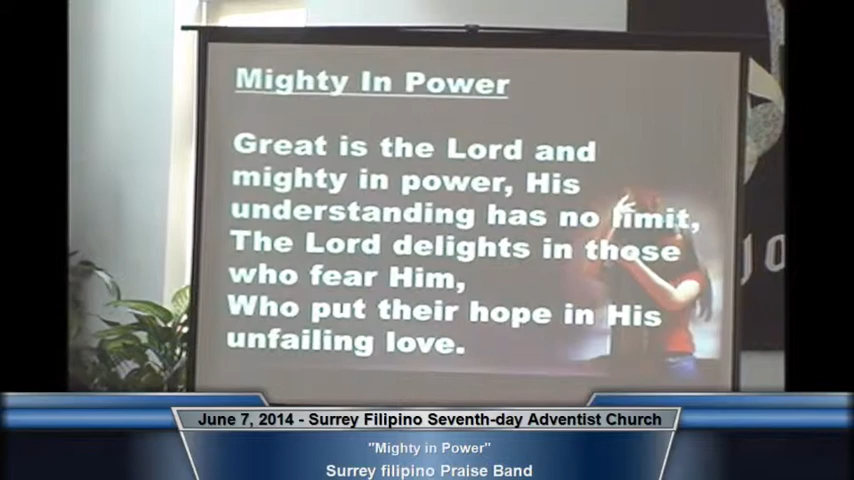 Mighty In Power
Great is the Lord and
mighty in power, His
understanding has no limit,
The Lord delights in those
who fear Him,
Who put their hope in His
unfailing love.
JO
June 7, 2014 - Surrey Filipino Seventh-day Adventist Church
"Mighty in Power"
Surrey filipino Praise Band